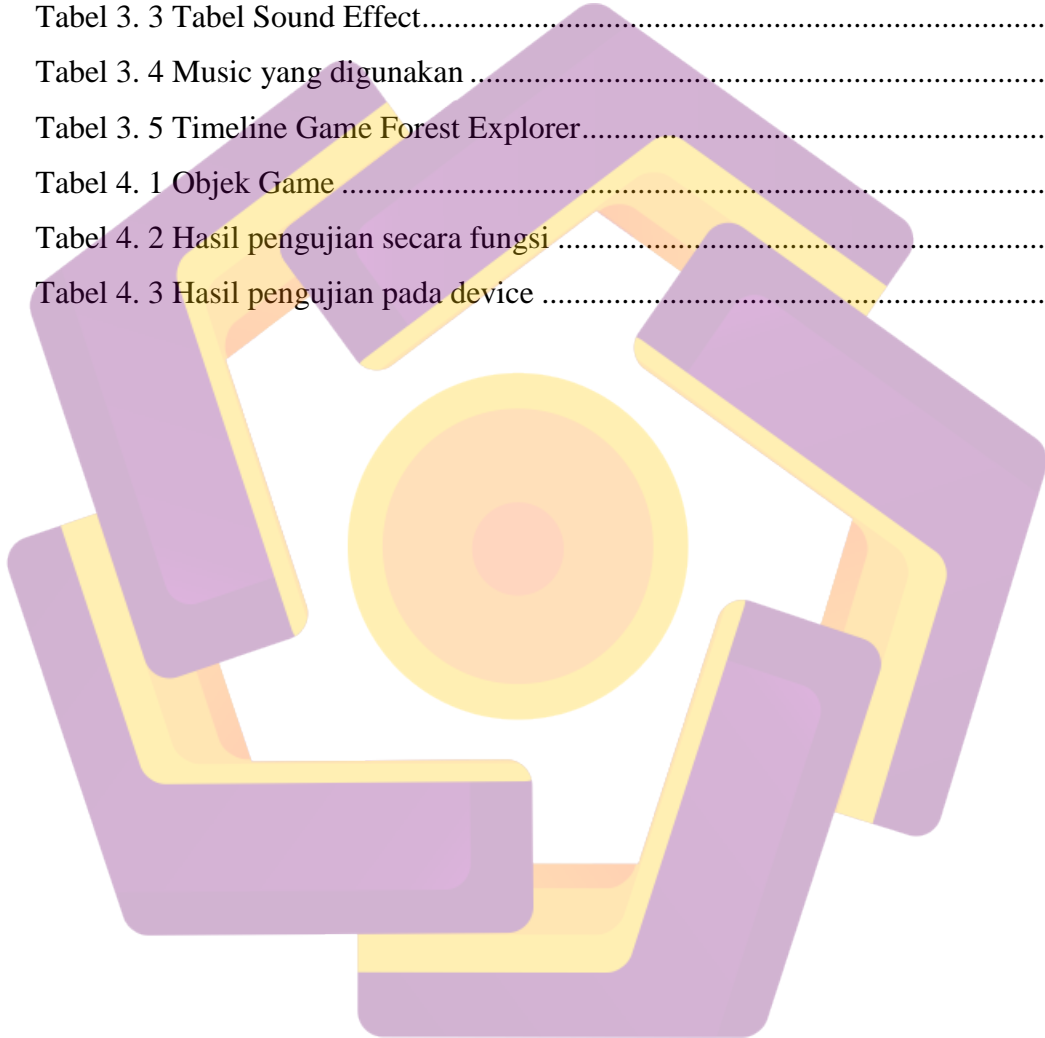 Tabel 3. 3 Tabel Sound Effect...........................................................................
Tabel 3. 4 Music yang digunakan .....................................................................
Tabel 3. 5 Timeline Game Forest Explorer.......................................................
Tabel 4. 1 Objek Game .....................................................................................
Tabel 4. 2 Hasil pengujian secara fungsi ..........................................................
Tabel 4. 3 Hasil pengujian pada device ............................................................